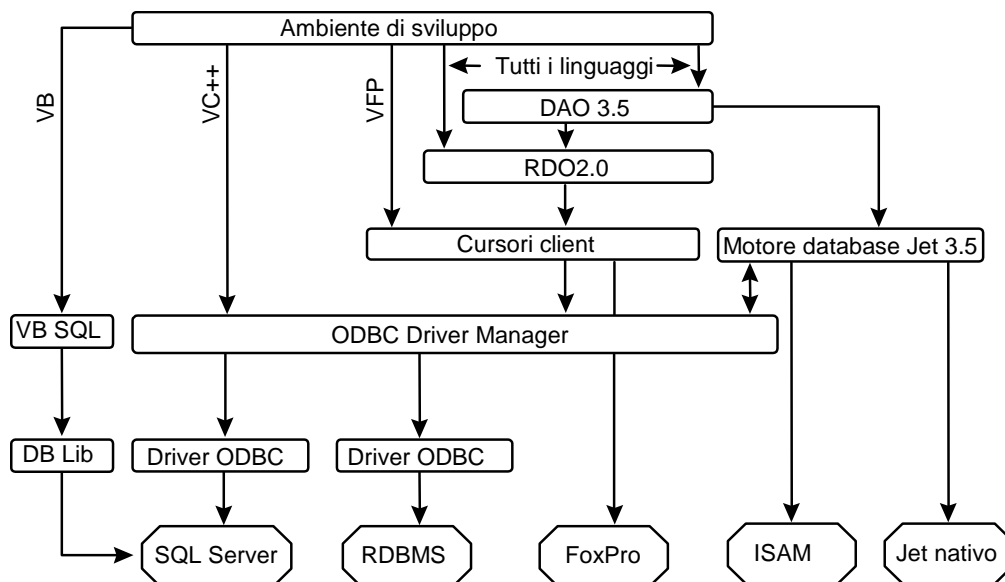 Ambiente di sviluppo
VB
VC++
VFP
Tutti i linguaggi
DAO 3.5
RDO2.0
Cursori client
Motore database Jet 3.5
VB SQL
ODBC Driver Manager
DB Lib
Driver ODBC
Driver ODBC
SQL Server
RDBMS
FoxPro
ISAM
Jet nativo